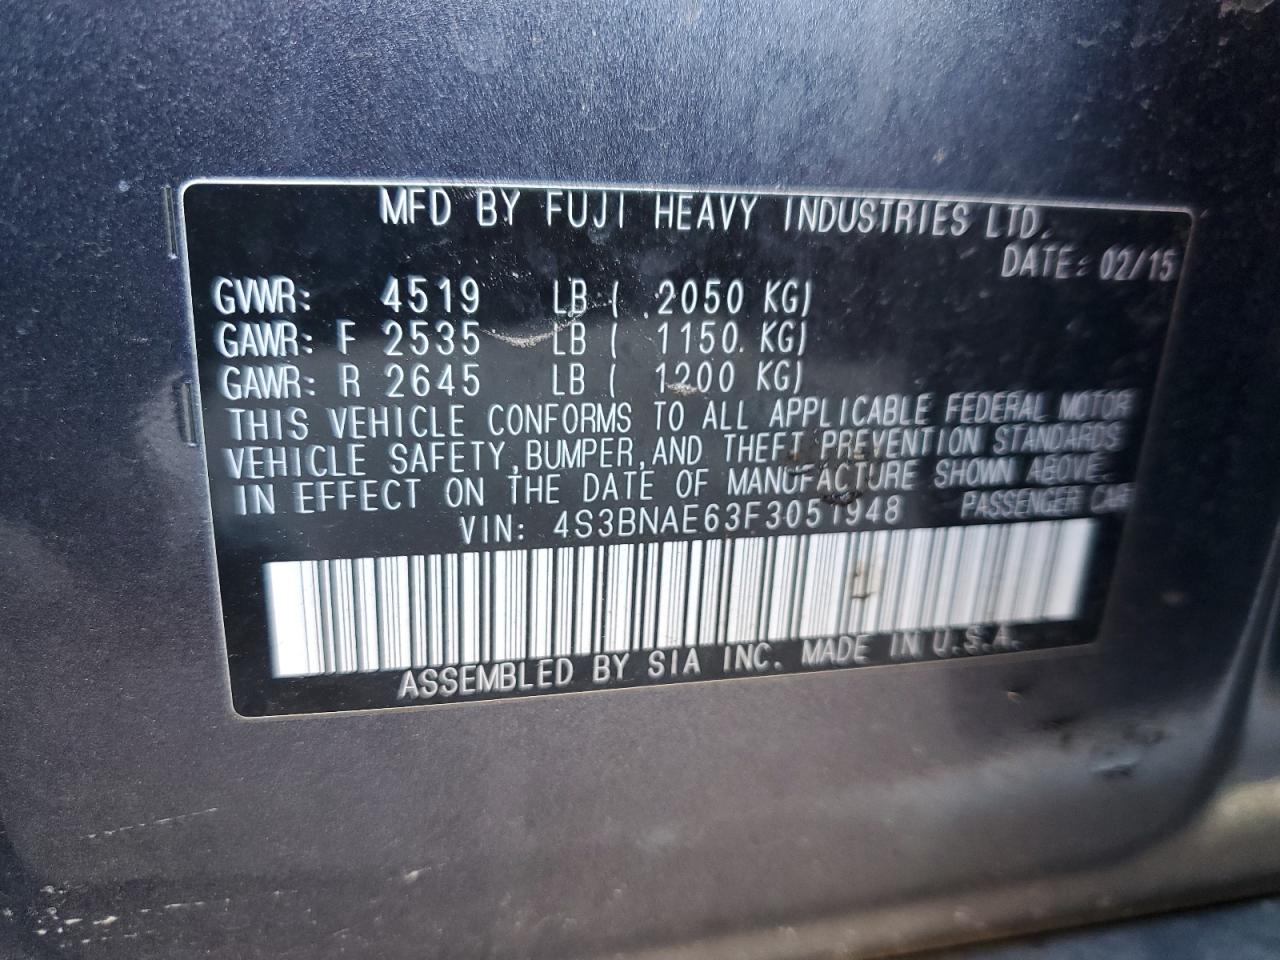 MFD BY FUJI HEAVY INDUSTRIES LTD.
DATE: 02/15
GVWR: 4519 LB ( 2050 KG)
GAWR: F 2535 LB ( 1150 KG)
GAWR: R 2645 LB ( 1200 KG)
THIS VEHICLE CONFORMS TO ALL APPLICABLE FEDERAL MOTOR
VEHICLE SAFETY, BUMPER, AND THEFT PREVENTION STANDARDS
IN EFFECT ON THE DATE OF MANUFACTURE SHOWN ABOVE.
VIN: 4S3BNAE63F3051948 PASSENGER CAR
ASSEMBLED BY SIA INC. MADE IN U.S.A.